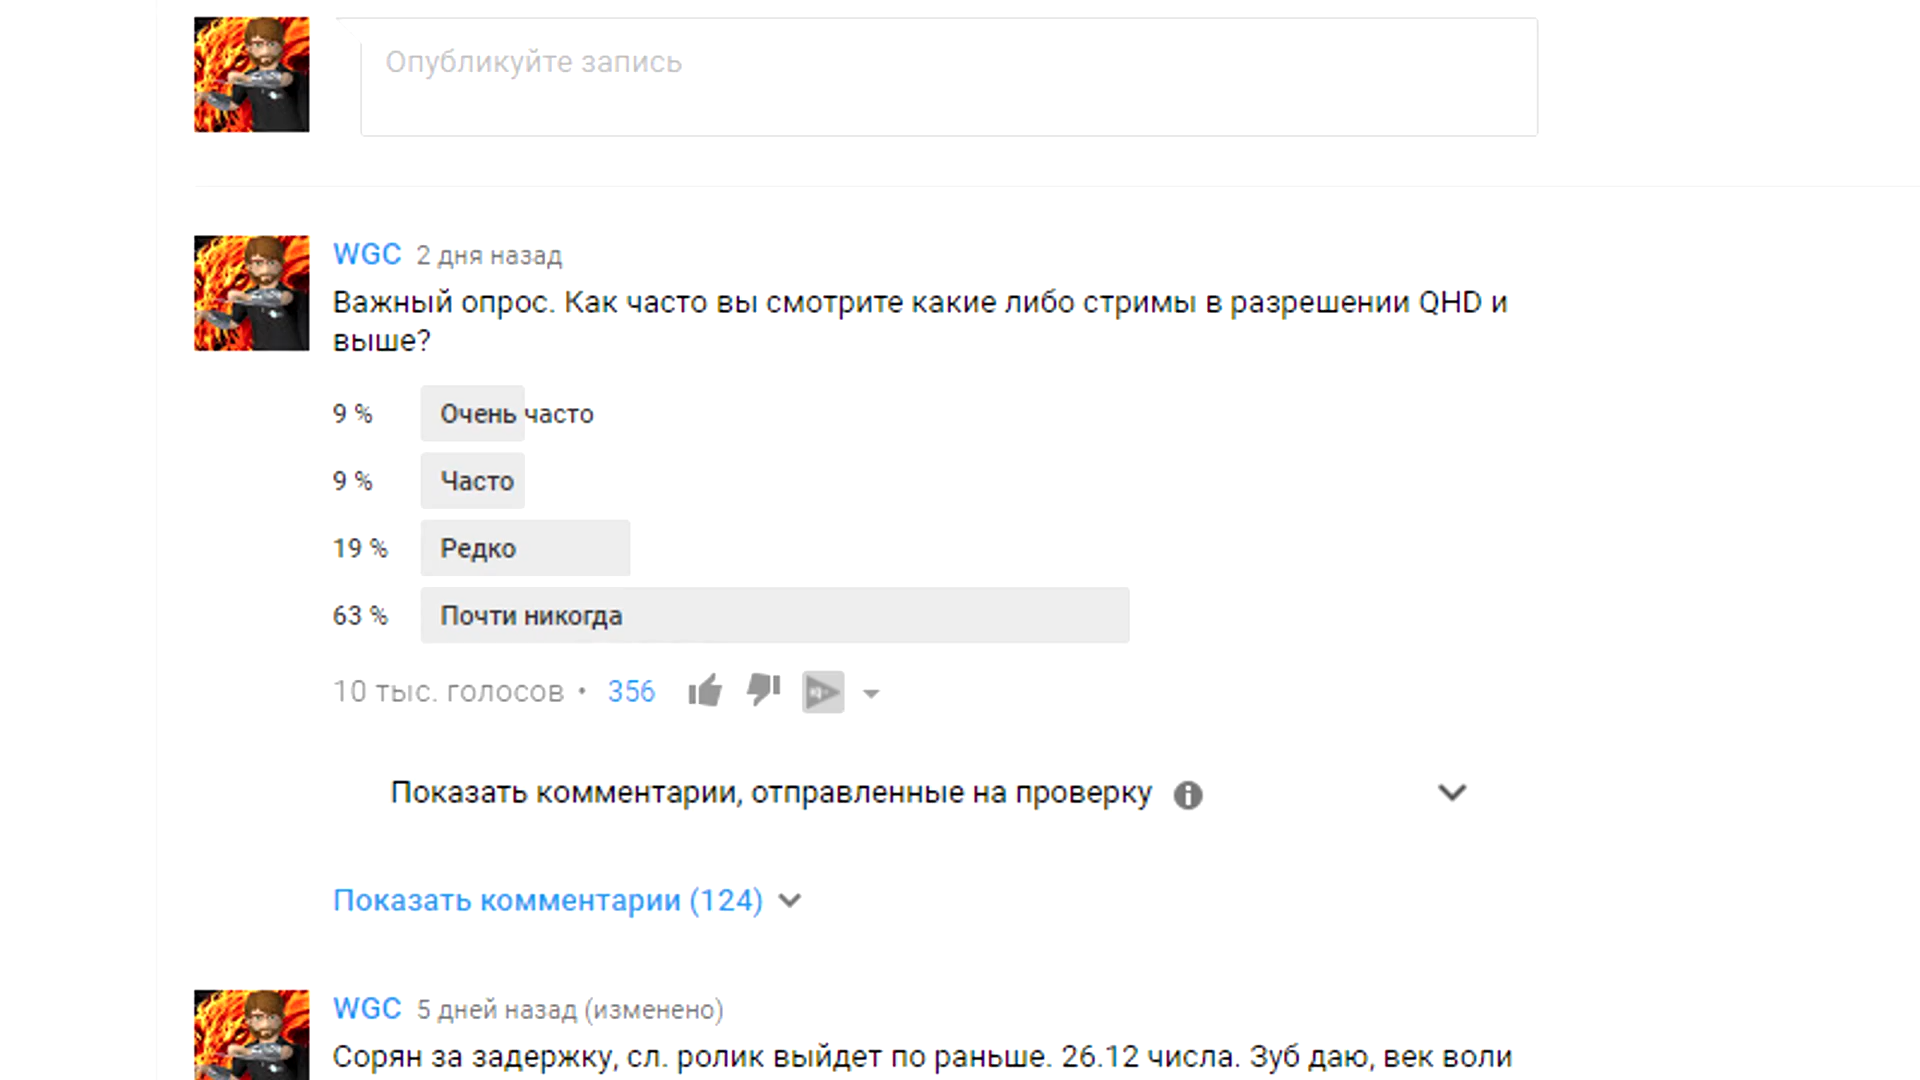 Опубликуйте запись
WGC 2 дня назад
Важный опрос. Как часто вы смотрите какие либо стримы в разрешении QHD и
выше?
9 % Очень часто
9 % Часто
19 % Редко
63 % Почти никогда
10 тыс. голосов • 356
Показать комментарии, отправленные на проверку
Показать комментарии (124)
WGC 5 дней назад (изменено)
Сорян за задержку, сл. ролик выйдет по раньше. 26.12 числа. Зуб даю, век воли